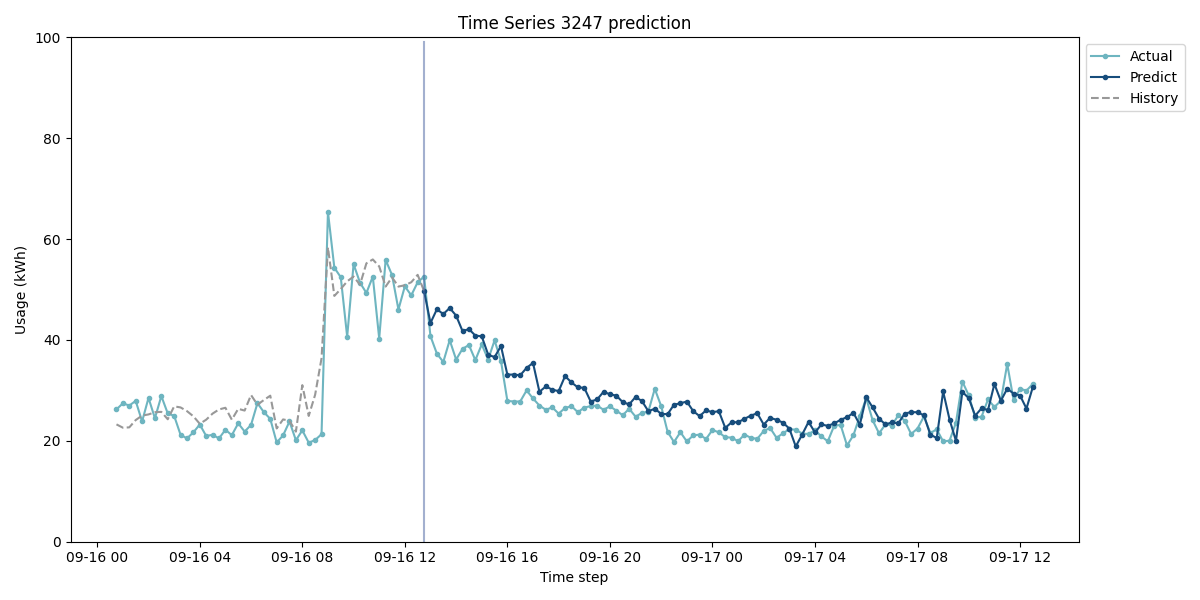 Time Series 3247 prediction
100
80
60
40
20
0
Usage (kWh)
09-16 00
09-16 04
09-16 08
09-16 12
09-16 16
09-16 20
09-17 00
09-17 04
09-17 08
09-17 12
Time step
Actual
Predict
History